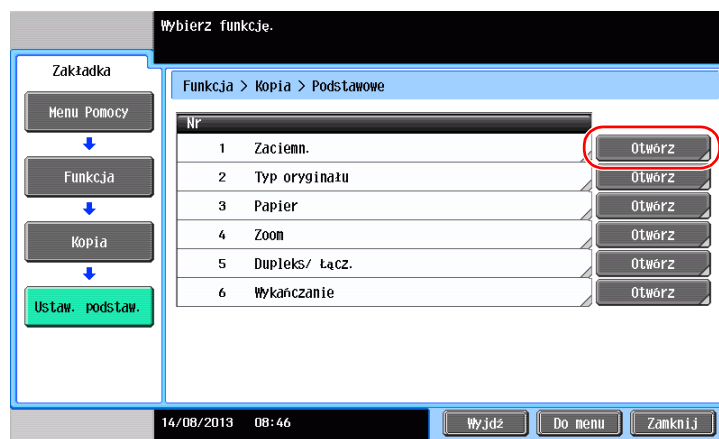 Wybierz funkcję.
Zakładka
Funkcja > Kopia > Podstawowe
Menu Pomocy
Nr
1 Zaciemn. Otwórz
Funkcja
2 Typ oryginału Otwórz
3 Papier Otwórz
Kopia
4 Zoom Otwórz
5 Dupleks/ Łącz. Otwórz
Ustaw. podstaw.
6 Wykańczanie Otwórz
14/08/2013 08:46 Wyjdź Do menu Zamknij